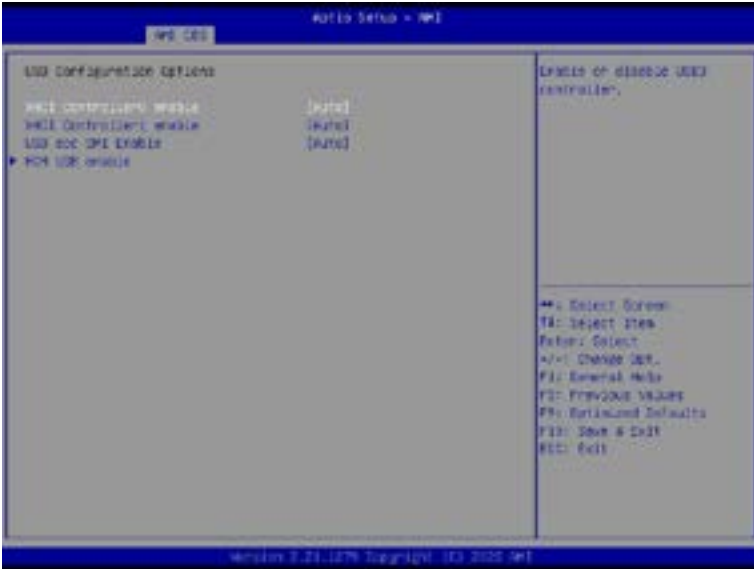 Aptio Setup - AMI
AMD CBS
USB Configuration Options
XHCI Controller0 enable [Auto]
XHCI Controller1 enable [Auto]
USB ecc SMI Enable [Auto]
MCM USB enable
Enable or disable USB3
controller.
: Select Screen
: Select Item
Enter: Select
+/-: Change Opt.
F1: General Help
F2: Previous Values
F9: Optimized Defaults
F10: Save & Exit
ESC: Exit
Version Copyright (C) AMI